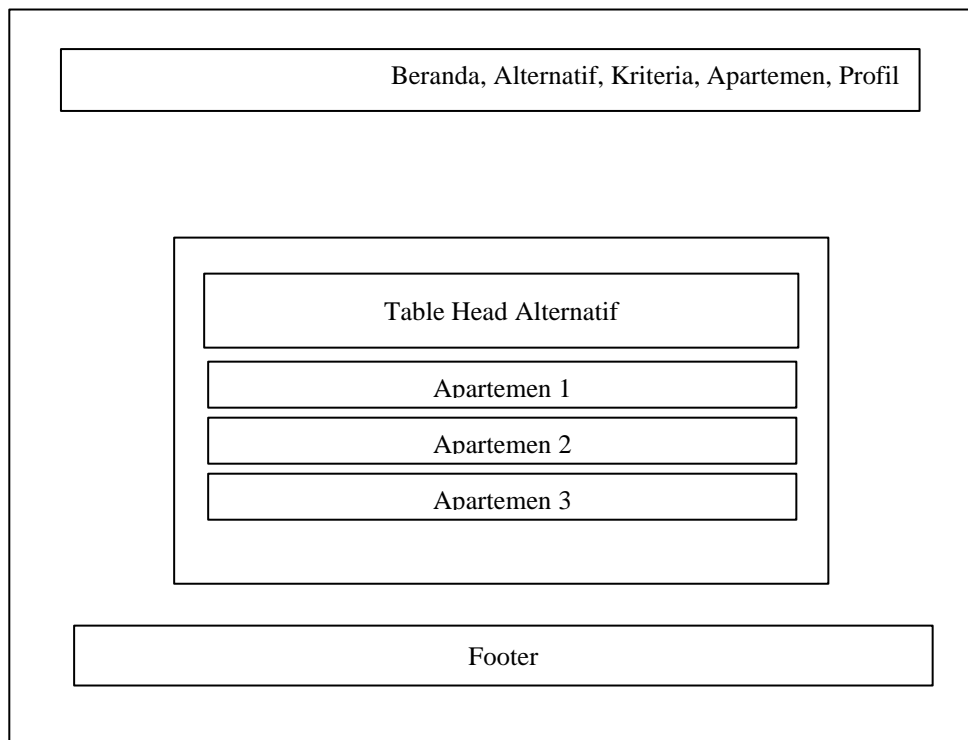 Beranda, Alternatif, Kriteria, Apartemen, Profil
Table Head Alternatif
Apartemen 1
Apartemen 2
Apartemen 3
Footer